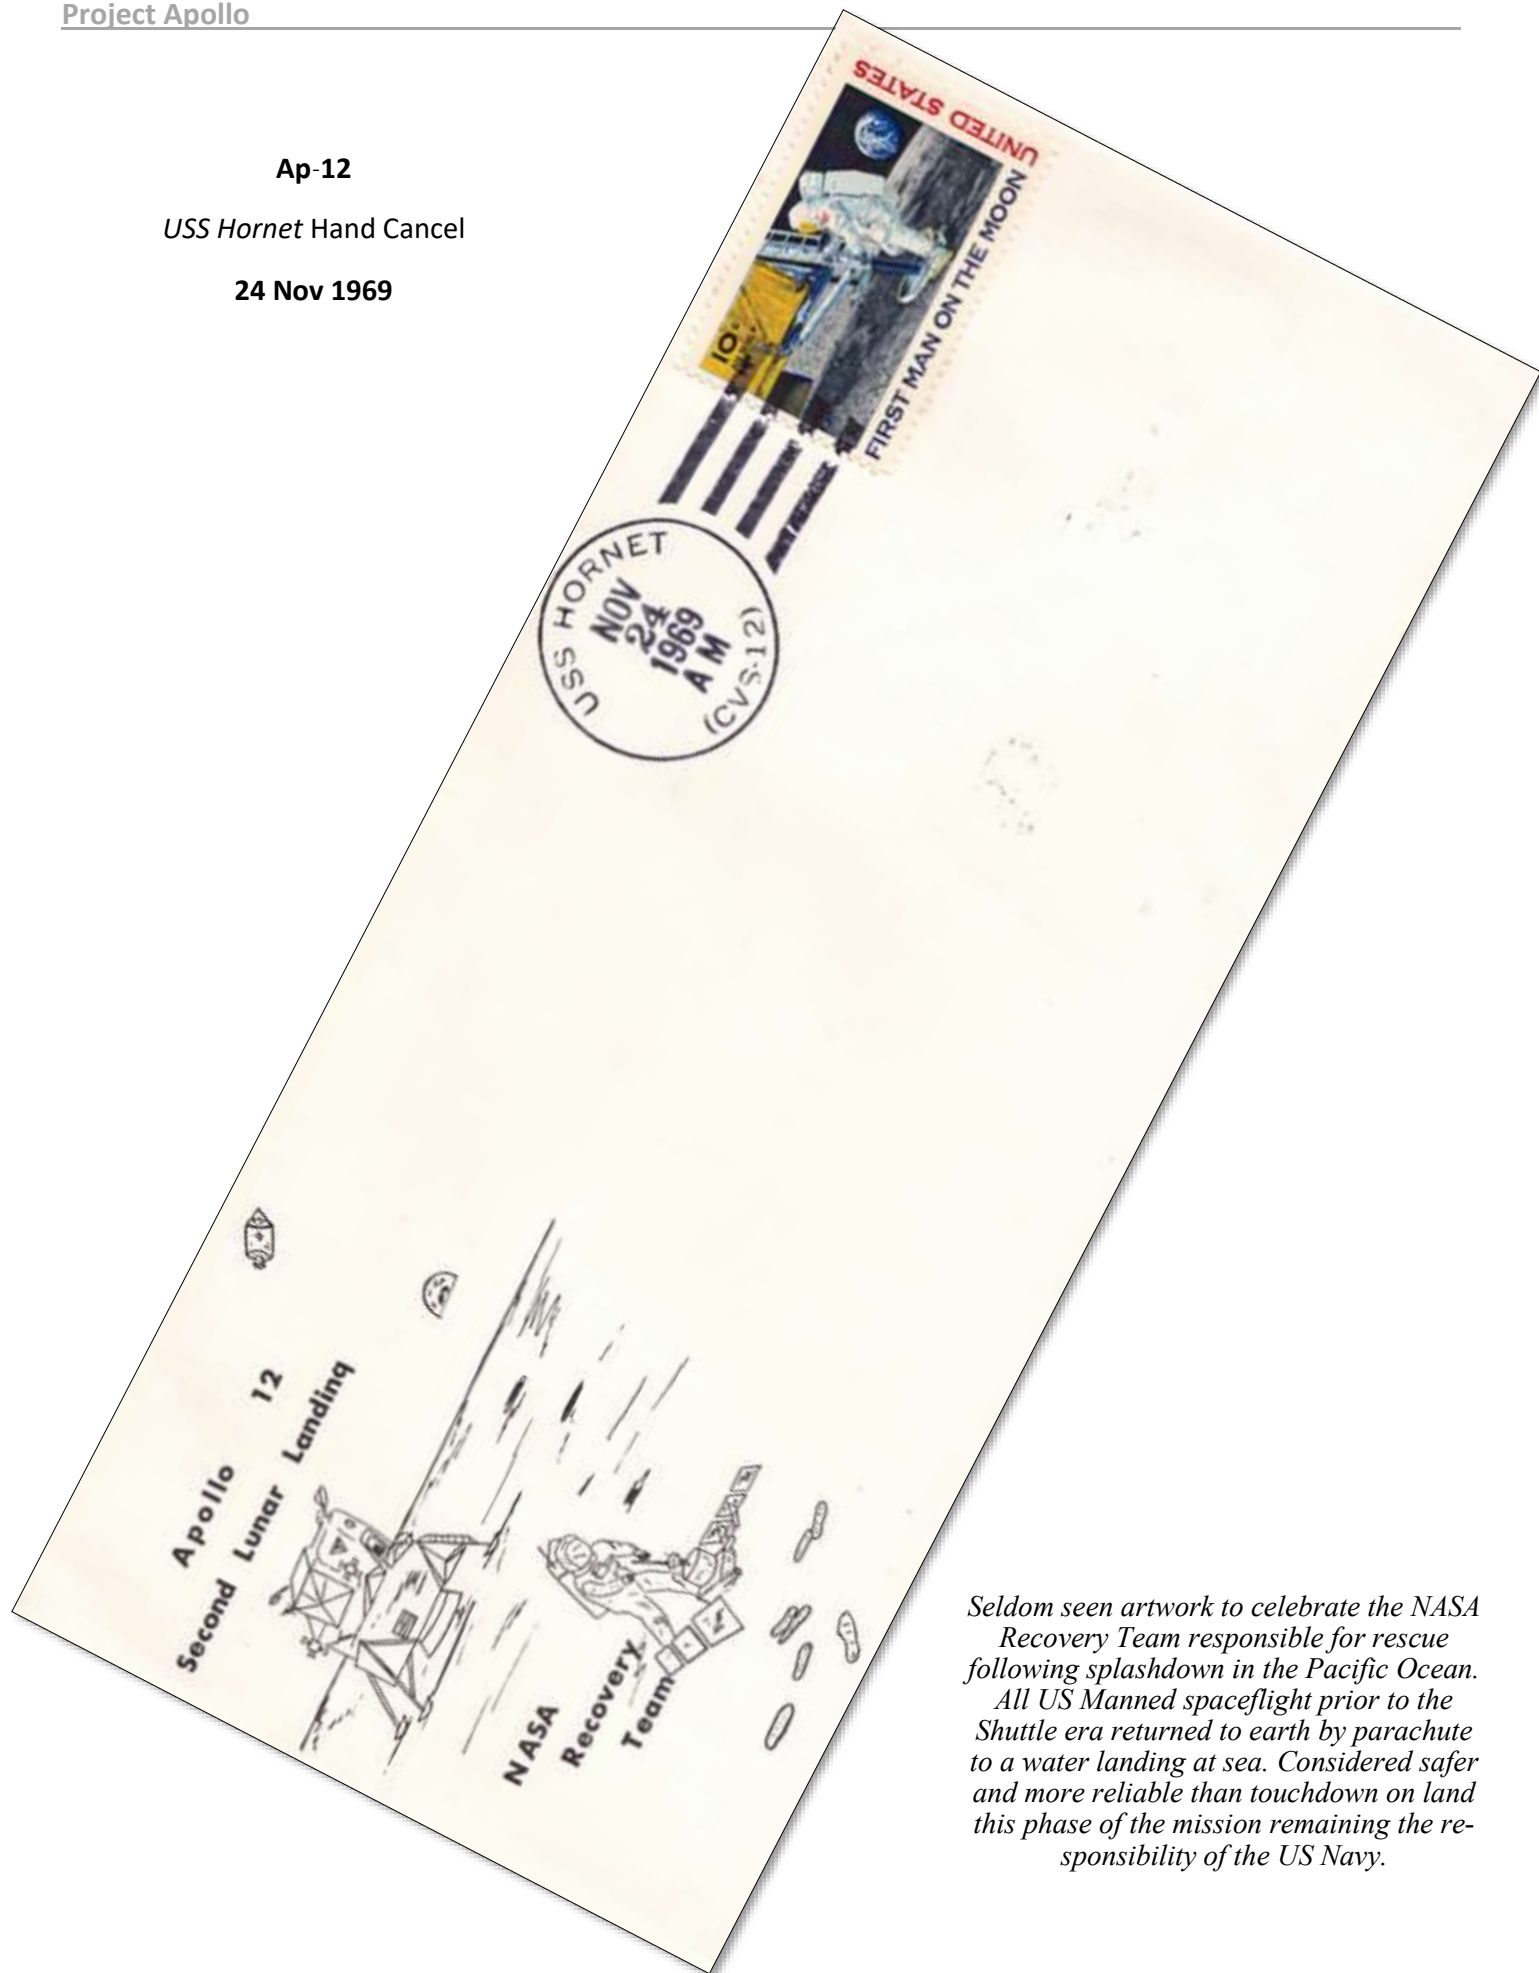 Project Apollo
Ap-12
USS Hornet Hand Cancel
24 Nov 1969
UNITED STATES
10c
FIRST MAN ON THE MOON
USS HORNET
NOV
24
1969
AM
(CVS-12)
Apollo 12
Second Lunar Landing
NASA
Recovery
Team
Seldom seen artwork to celebrate the NASA
Recovery Team responsible for rescue
following splashdown in the Pacific Ocean.
All US Manned spaceflight prior to the
Shuttle era returned to earth by parachute
to a water landing at sea. Considered safer
and more reliable than touchdown on land
this phase of the mission remaining the re-
sponsibility of the US Navy.